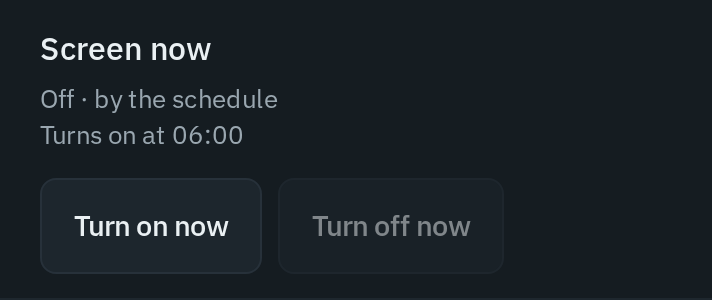 Screen now
Off · by the schedule
Turns on at 06:00
Turn on now
Turn off now